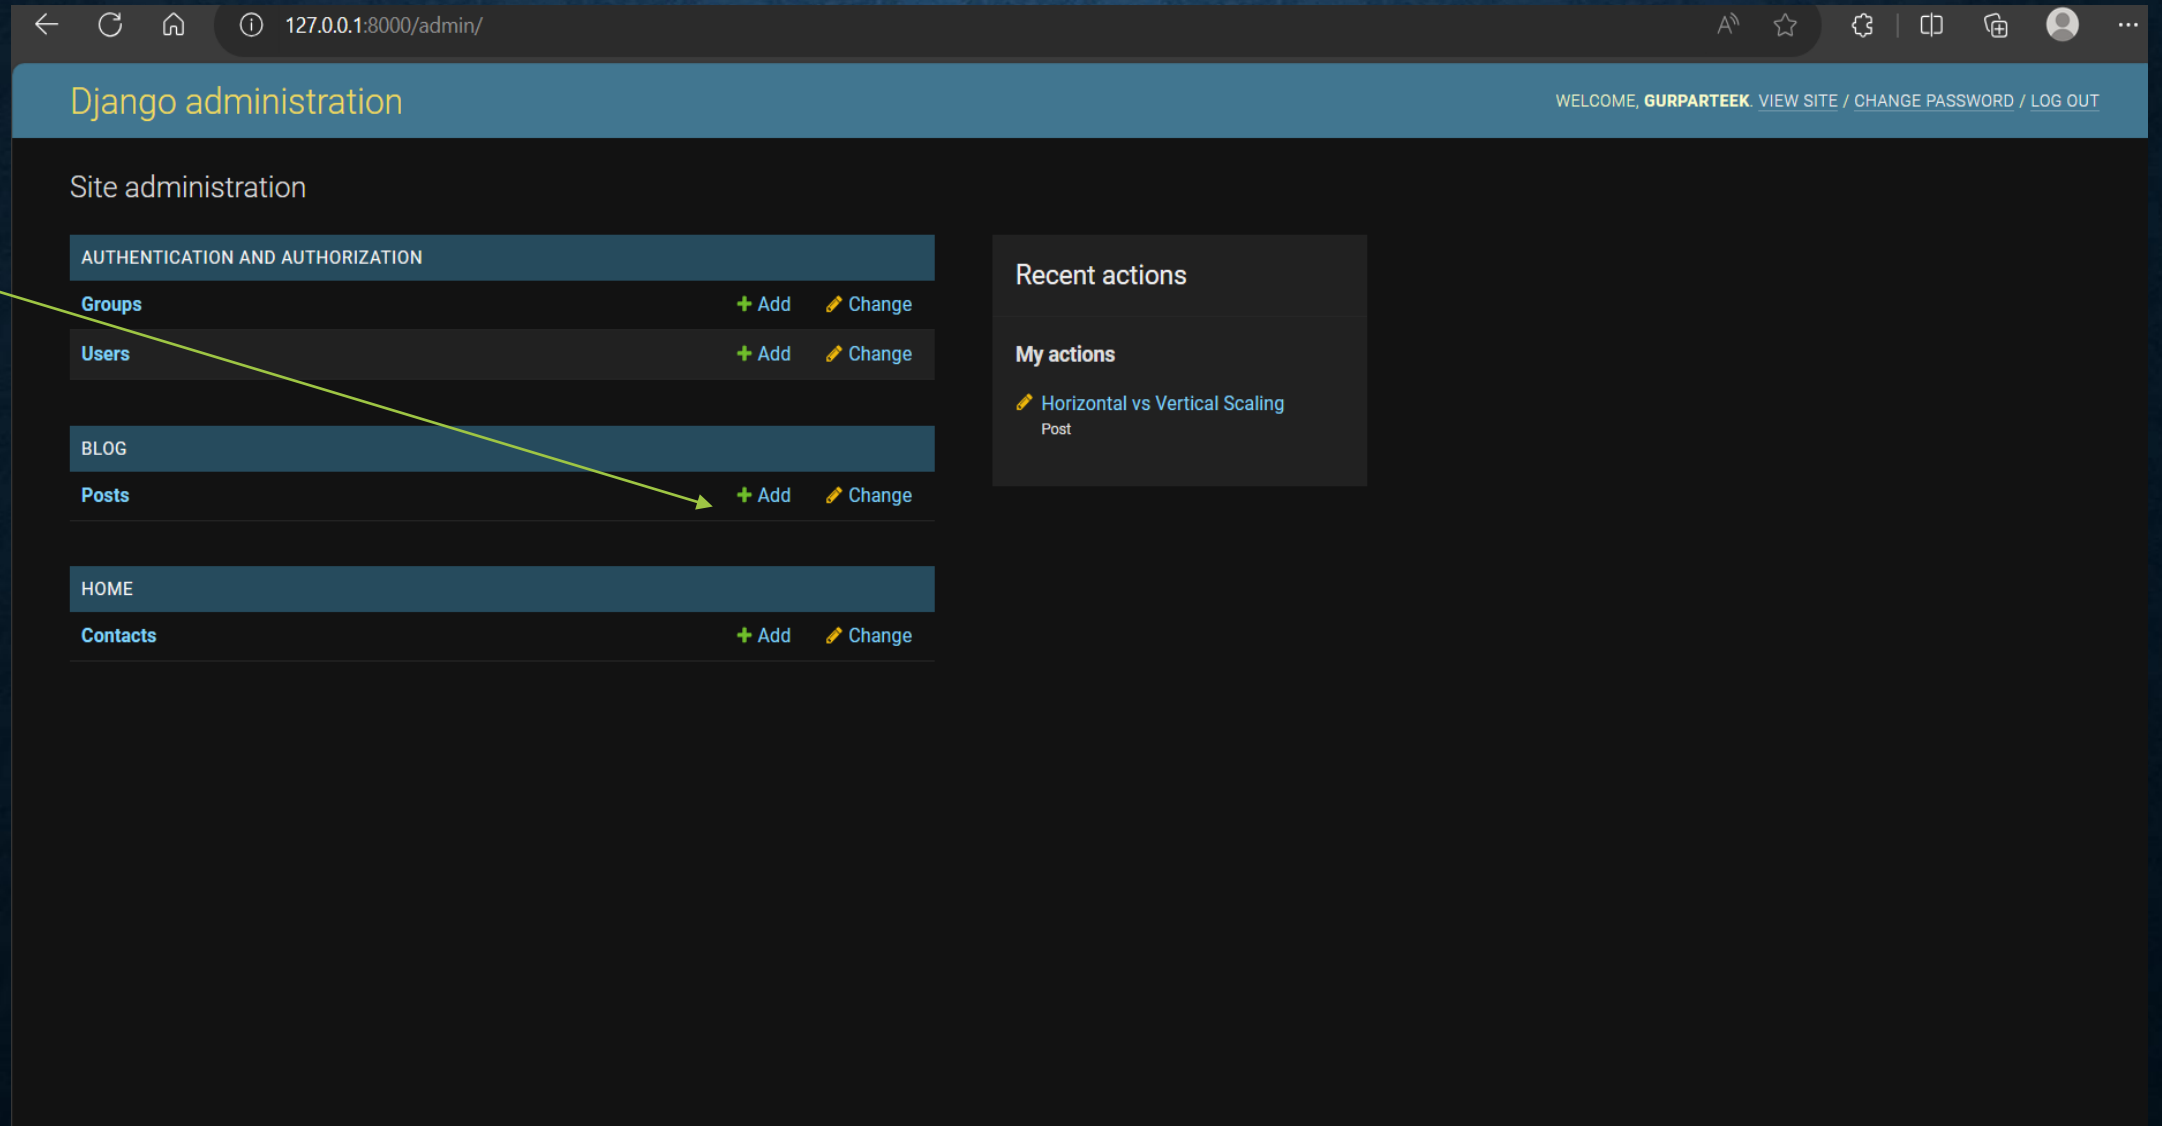 127.0.0.1:8000/admin/
Django administration
WELCOME, GURPARTEEK. VIEW SITE / CHANGE PASSWORD / LOG OUT
Site administration
AUTHENTICATION AND AUTHORIZATION
Groups + Add Change
Users + Add Change
BLOG
Posts + Add Change
HOME
Contacts + Add Change
Recent actions
My actions
Horizontal vs Vertical Scaling
Post